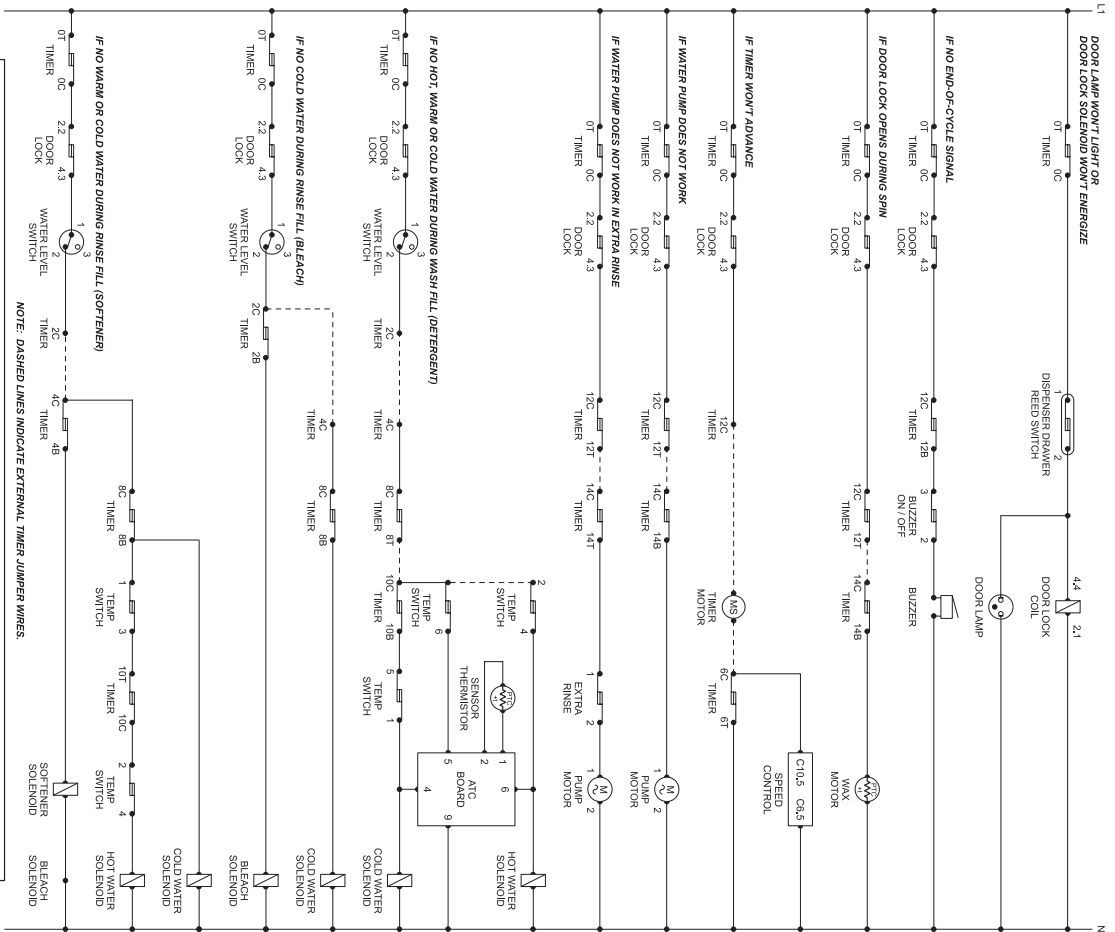 L1
N
DOOR LAMP WON'T LIGHT OR
DOOR LOCK SOLENOID WON'T ENERGIZE
0T
0C
TIMER
1
2
DISPENSER DRAWER
REED SWITCH
4.4
2.1
DOOR LOCK
COIL
DOOR LAMP
IF NO END-OF-CYCLE SIGNAL
0T
0C
TIMER
2.2
4.3
DOOR
LOCK
12C
12B
TIMER
3
2
BUZZER
ON / OFF
BUZZER
IF DOOR LOCK OPENS DURING SPIN
0T
0C
TIMER
2.2
4.3
DOOR
LOCK
12C
12T
TIMER
14C
14B
TIMER
PTC
+t
WAX
MOTOR
IF TIMER WON'T ADVANCE
0T
0C
TIMER
2.2
4.3
DOOR
LOCK
12C
TIMER
MS
TIMER
MOTOR
6C
6T
TIMER
C10.5 C6.5
SPEED
CONTROL
IF WATER PUMP DOES NOT WORK
0T
0C
TIMER
2.2
4.3
DOOR
LOCK
12C
12T
TIMER
14C
14B
TIMER
1
M
2
PUMP
MOTOR
IF WATER PUMP DOES NOT WORK IN EXTRA RINSE
0T
0C
TIMER
2.2
4.3
DOOR
LOCK
12C
12T
TIMER
14C
14T
TIMER
1
2
EXTRA
RINSE
1
M
2
PUMP
MOTOR
IF NO HOT, WARM OR COLD WATER DURING WASH FILL (DETERGENT)
0T
0C
TIMER
2.2
4.3
DOOR
LOCK
1
3
2
WATER LEVEL
SWITCH
2C
TIMER
4C
TIMER
8C
8T
TIMER
10C
10B
TIMER
5
1
TEMP
SWITCH
2
4
TEMP
SWITCH
6
TEMP
SWITCH
PTC
+t
SENSOR
THERMISTOR
1
2
5
6
4
9
ATC
BOARD
HOT WATER
SOLENOID
COLD WATER
SOLENOID
IF NO COLD WATER DURING RINSE FILL (BLEACH)
0T
0C
TIMER
2.2
4.3
DOOR
LOCK
1
3
2
WATER LEVEL
SWITCH
2C
2B
TIMER
4C
TIMER
8C
8B
TIMER
COLD WATER
SOLENOID
BLEACH
SOLENOID
IF NO WARM OR COLD WATER DURING RINSE FILL (SOFTENER)
0T
0C
TIMER
2.2
4.3
DOOR
LOCK
1
3
2
WATER LEVEL
SWITCH
2C
TIMER
4C
4B
TIMER
8C
8B
TIMER
1
3
TEMP
SWITCH
10T
10C
TIMER
2
4
TEMP
SWITCH
COLD WATER
SOLENOID
HOT WATER
SOLENOID
SOFTENER
SOLENOID
BLEACH
SOLENOID
NOTE: DASHED LINES INDICATE EXTERNAL TIMER JUMPER WIRES.